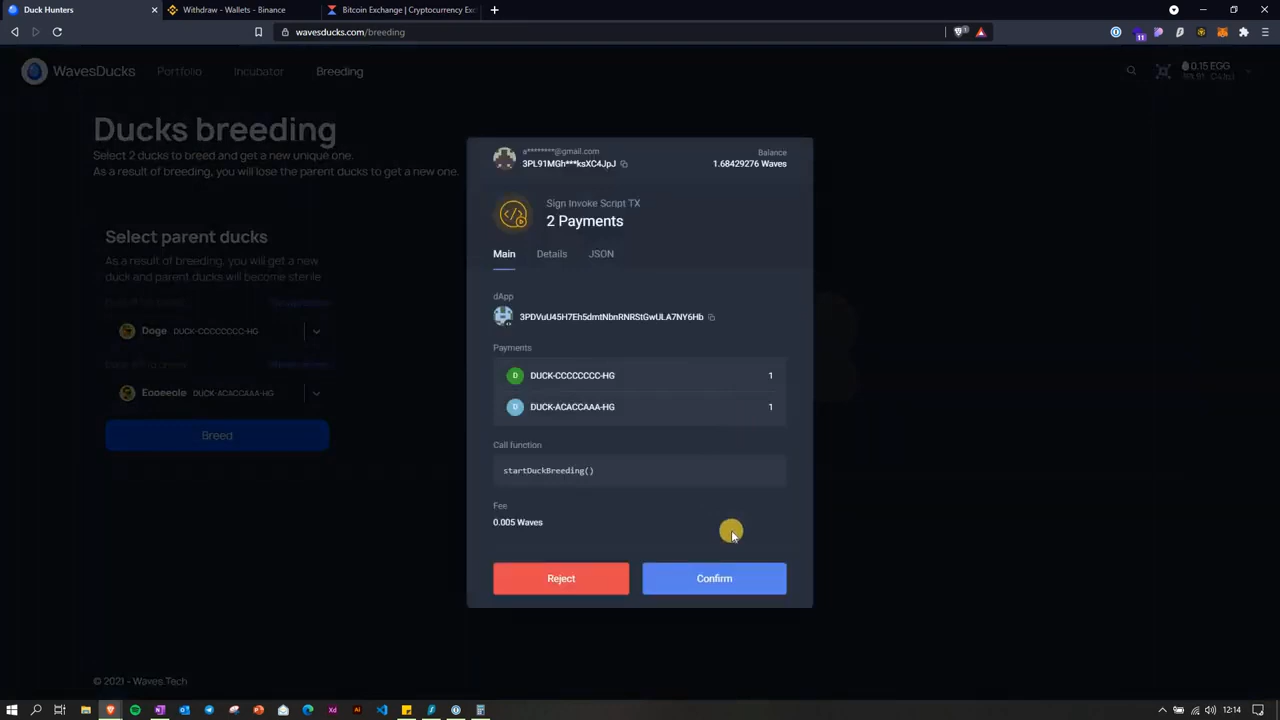 Duck Hunters
Withdraw - Wallets - Binance
Bitcoin Exchange | Cryptocurrency Exc
wavesducks.com/breeding
11
WavesDucks
Portfolio
Incubator
Breeding
0.15 EGG
Ducks breeding
Select 2 ducks to breed and get a new unique one.
As a result of breeding, you will lose the parent ducks to get a new one.
Select parent ducks
As a result of breeding, you will get a new
duck and parent ducks will become sterile
Doge DUCK-CCCCCCCC-HG
Eooeeole DUCK-ACACCAAA-HG
Breed
s********@gmail.com
3PL91MGh***ksXC4JpJ
Balance
1.68429276 Waves
Sign Invoke Script TX
2 Payments
Main
Details
JSON
dApp
3PDVuU45H7Eh5dmtNbnRNRStGwULA7NY6Hb
Payments
D DUCK-CCCCCCCC-HG 1
D DUCK-ACACCAAA-HG 1
Call function
startDuckBreeding()
Fee
0.005 Waves
Reject
Confirm
© 2021 - Waves.Tech
12:14